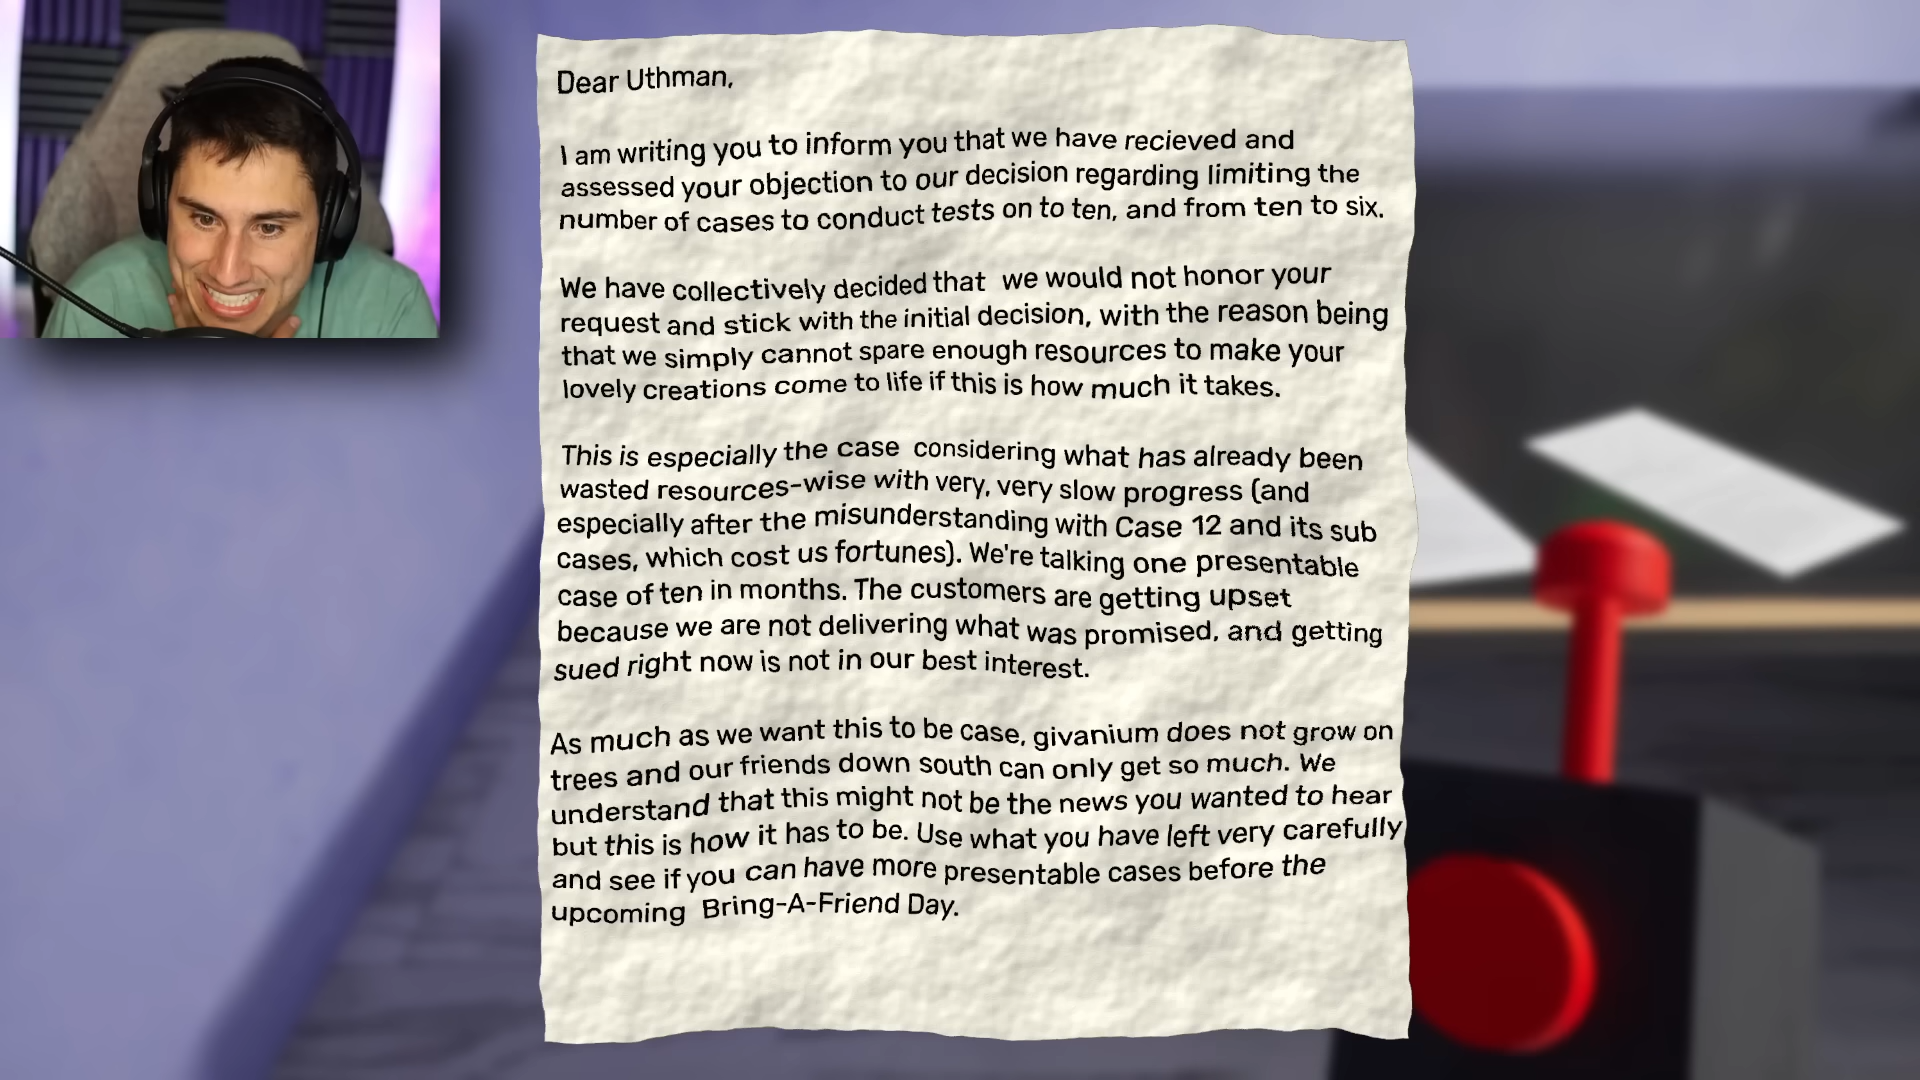 Dear Uthman,
I am writing you to inform you that we have recieved and
assessed your objection to our decision regarding limiting the
number of cases to conduct tests on to ten, and from ten to six.
We have collectively decided that we would not honor your
request and stick with the initial decision, with the reason being
that we simply cannot spare enough resources to make your
lovely creations come to life if this is how much it takes.
This is especially the case considering what has already been
wasted resources-wise with very, very slow progress (and
especially after the misunderstanding with Case 12 and its sub
cases, which cost us fortunes). We're talking one presentable
case of ten in months. The customers are getting upset
because we are not delivering what was promised, and getting
sued right now is not in our best interest.
As much as we want this to be case, givanium does not grow on
trees and our friends down south can only get so much. We
understand that this might not be the news you wanted to hear
but this is how it has to be. Use what you have left very carefully
and see if you can have more presentable cases before the
upcoming Bring-A-Friend Day.